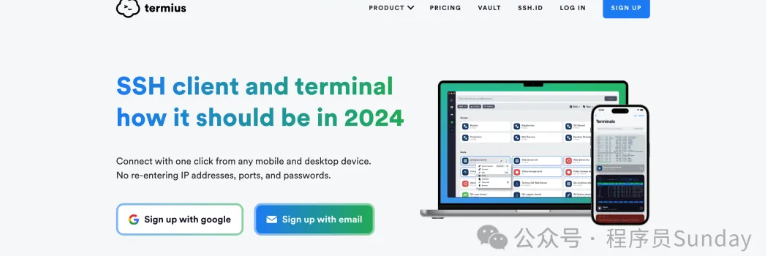 termius
PRODUCT PRICING VAULT SSH.ID LOG IN SIGN UP
SSH client and terminal
how it should be in 2024
Connect with one click from any mobile and desktop device.
No re-entering IP addresses, ports, and passwords.
Sign up with google
Sign up with email
Terminals
公众号 · 程序员Sunday